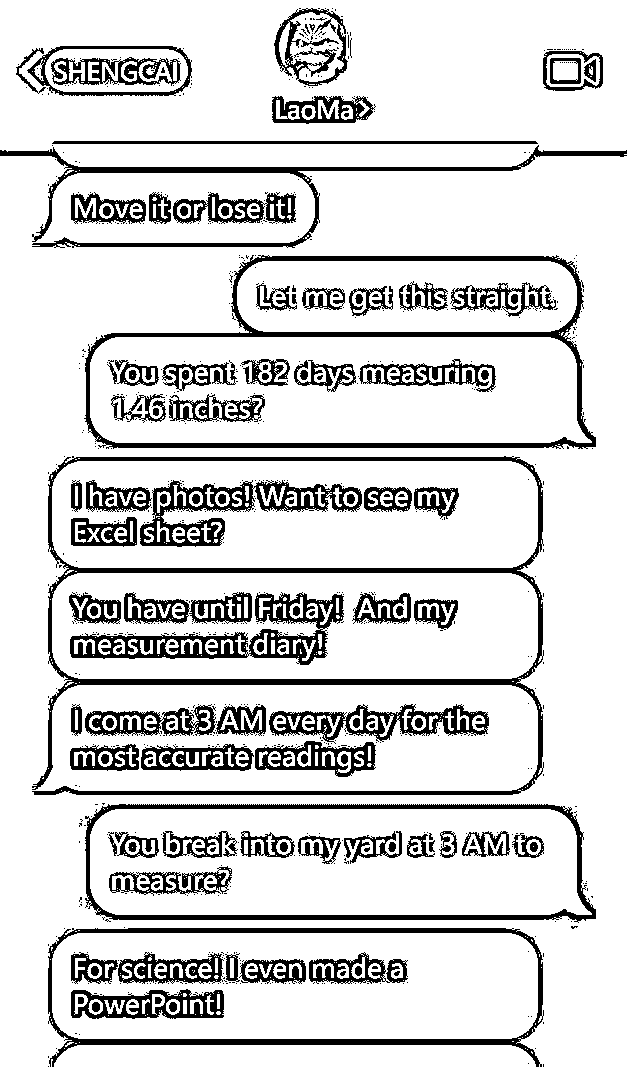 SHENGCAI
LaoMa
Move it or lose it!
Let me get this straight.
You spent 182 days measuring
1.46 inches?
I have photos! Want to see my
Excel sheet?
You have until Friday!  And my
measurement diary!
I come at 3 AM every day for the
most accurate readings!
You break into my yard at 3 AM to
measure?
For science! I even made a
PowerPoint!